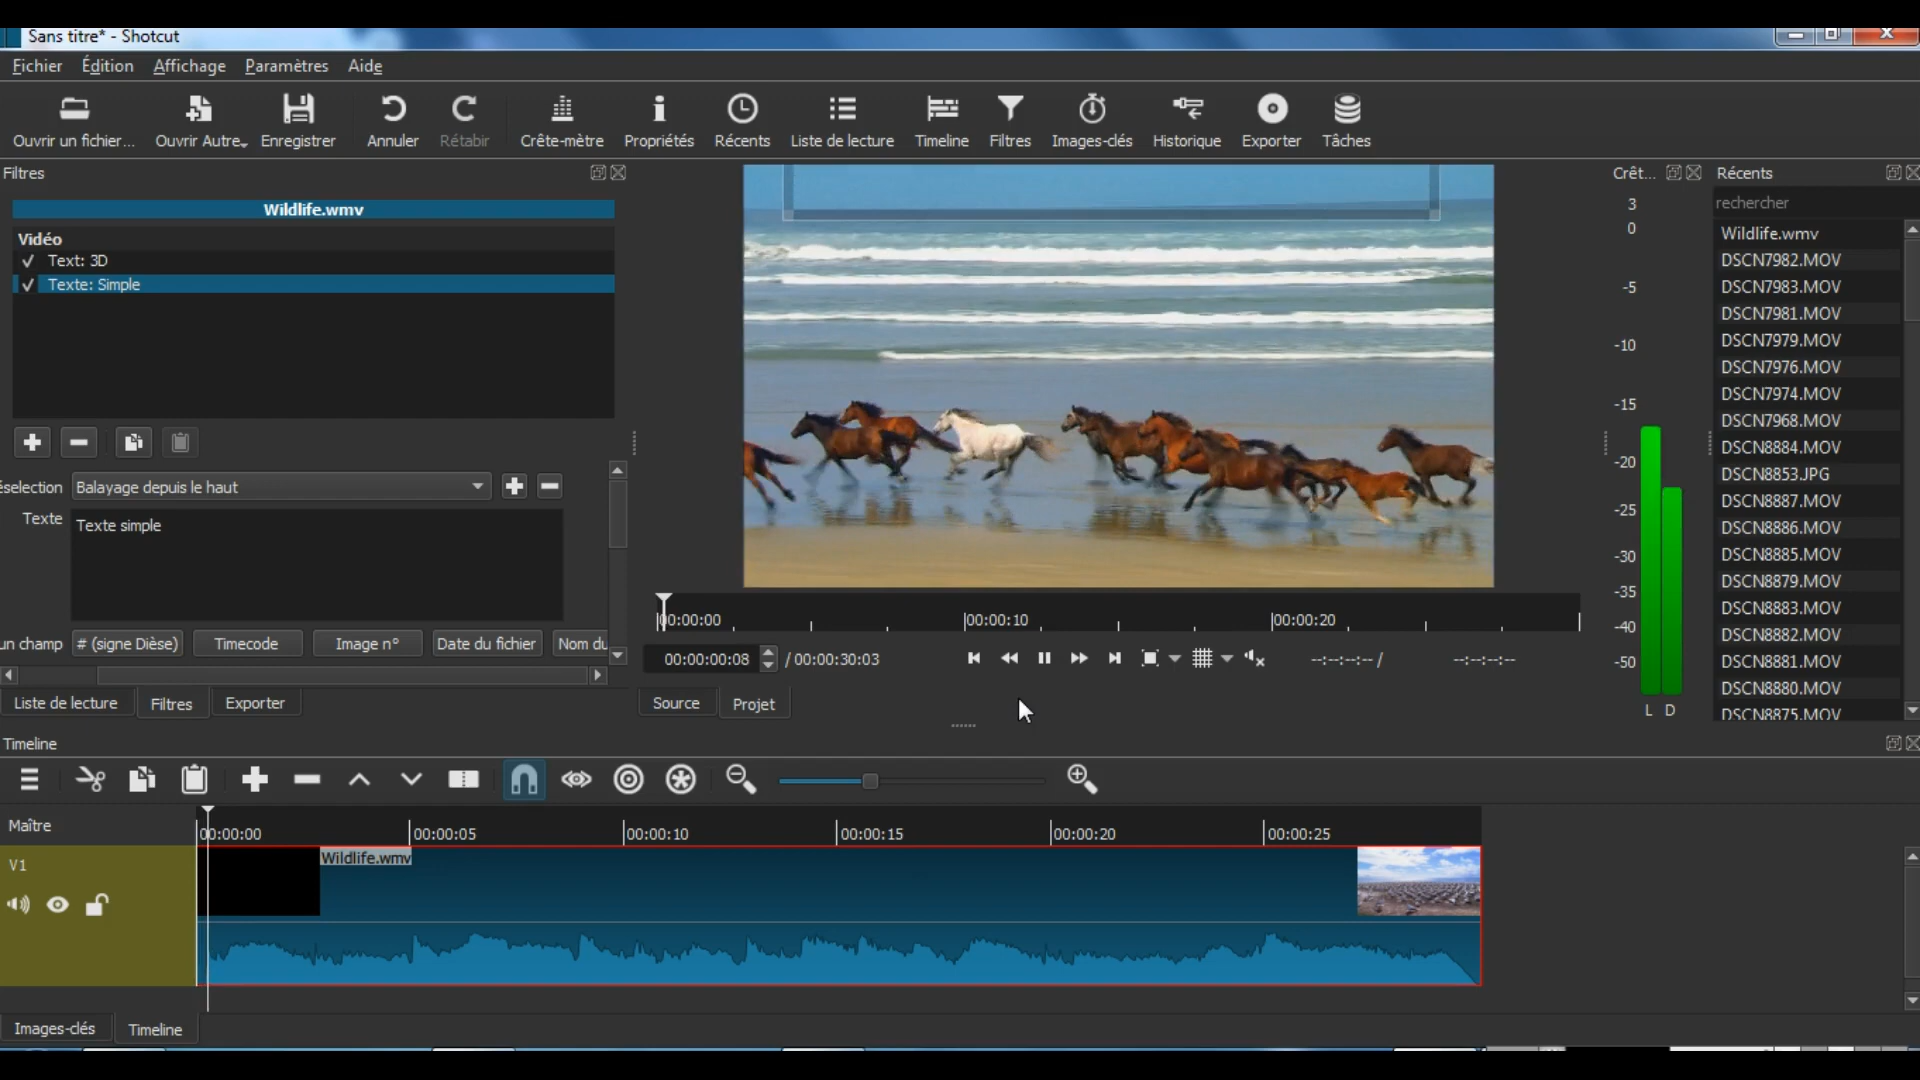 Sans titre* - Shotcut
Fichier Édition Affichage Paramètres Aide
Ouvrir un fichier... Ouvrir Autre Enregistrer Annuler Rétabir Crête-mètre Propriétés Récents Liste de lecture Timeline Filtres Images-clés Historique Exporter Tâches
Filtres
Wildlife.wmv
Vidéo
Text: 3D
Texte: Simple
éselection Balayage depuis le haut
Texte Texte simple
un champ # (signe Dièse) Timecode Image n° Date du fichier Nom du
Liste de lecture Filtres Exporter
00:00:00 00:00:10 00:00:20
00:00:00:08 / 00:00:30:03 --:--:--:-- / --:--:--:--
Source Projet
Crêt...
3
0
-5
-10
-15
-20
-25
-30
-35
-40
-50
L D
Récents
rechercher
Wildlife.wmv
DSCN7982.MOV
DSCN7983.MOV
DSCN7981.MOV
DSCN7979.MOV
DSCN7976.MOV
DSCN7974.MOV
DSCN7968.MOV
DSCN8884.MOV
DSCN8853.JPG
DSCN8887.MOV
DSCN8886.MOV
DSCN8885.MOV
DSCN8879.MOV
DSCN8883.MOV
DSCN8882.MOV
DSCN8881.MOV
DSCN8880.MOV
DSCN8875.MOV
Timeline
Maître 00:00:00 00:00:05 00:00:10 00:00:15 00:00:20 00:00:25
V1 Wildlife.wmv
Images-clés Timeline